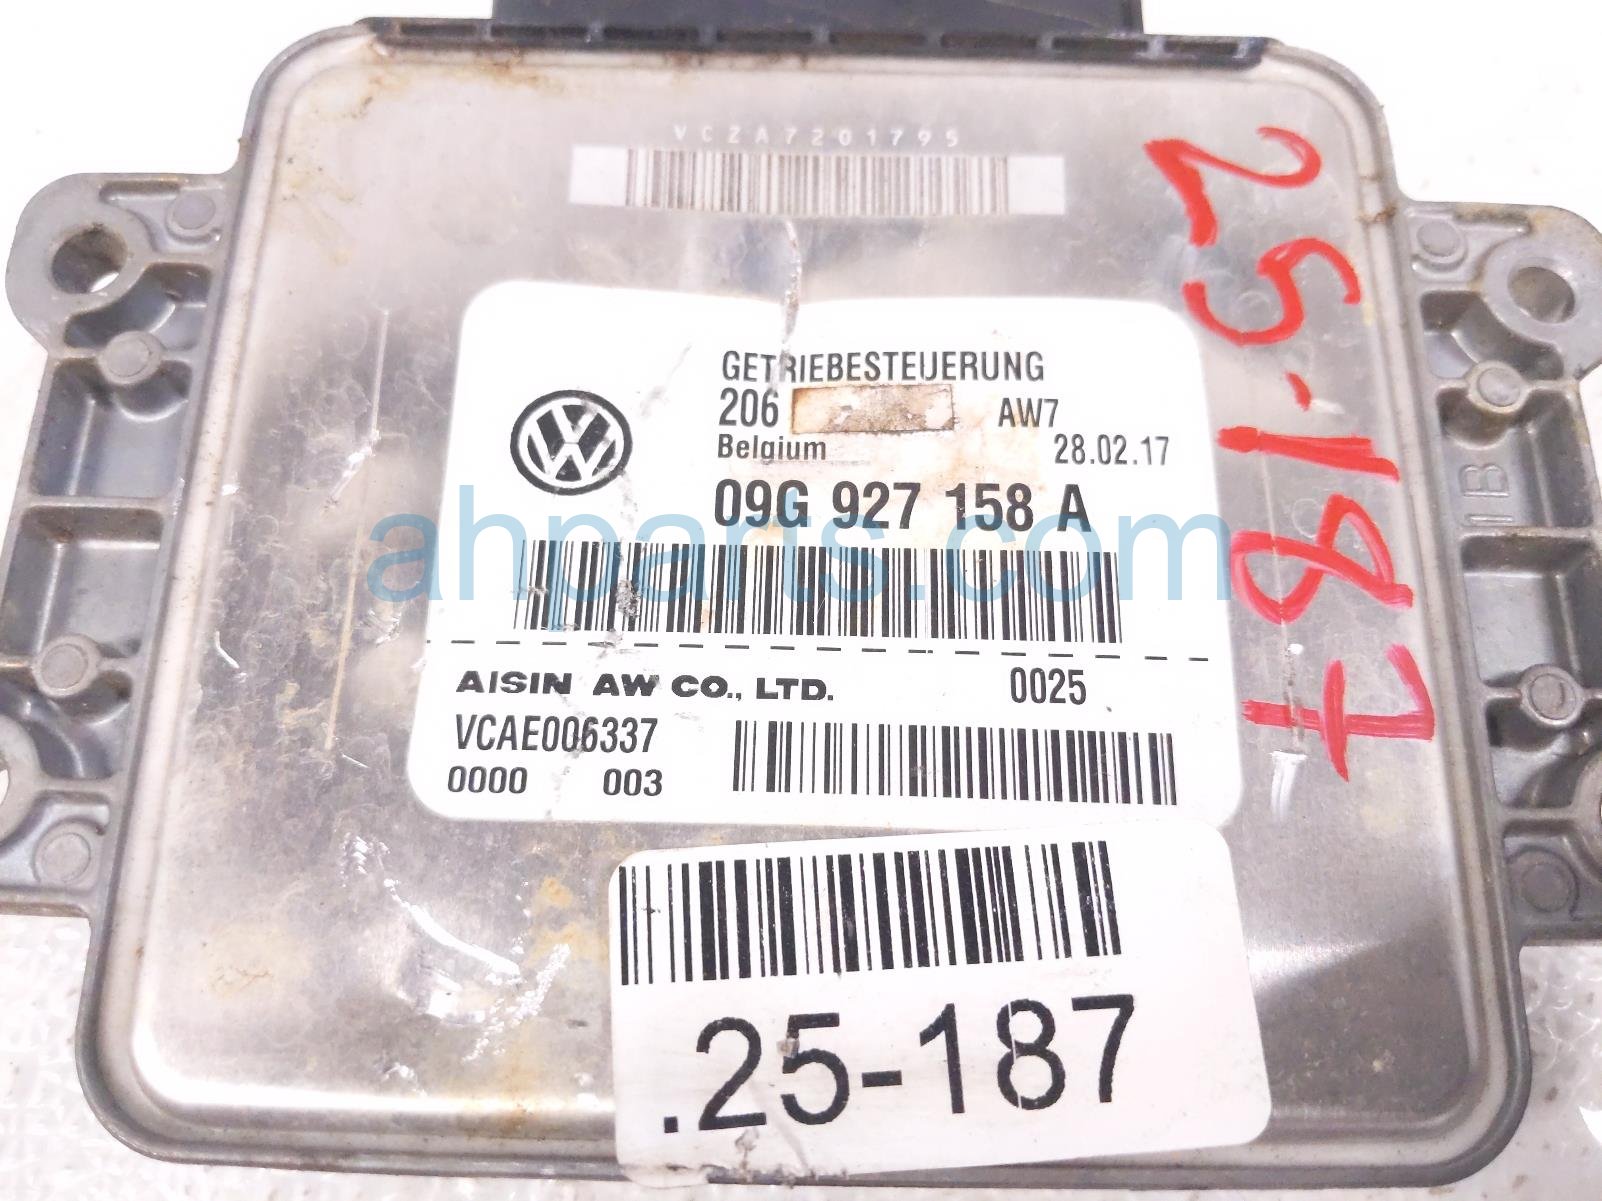 VCZA7201795
GETRIEBESTEUERUNG
206 AW7
Belgium 28.02.17
09G 927 158 A
ahparts.com
AISIN AW CO., LTD. 0025
VCAE006337
0000 003
.25-187
25-187
1B